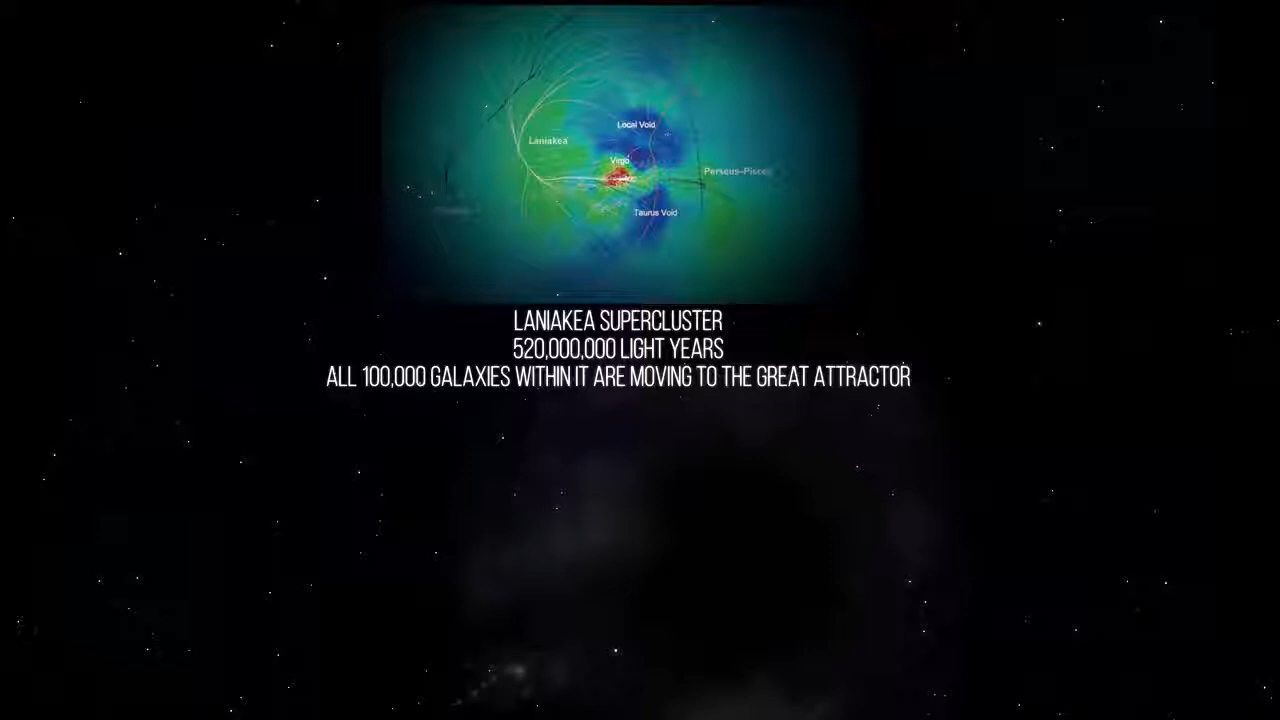 Local Void
Laniakea
Virgo
Perseus-Pisces
Taurus Void
LANIAKEA SUPERCLUSTER
520,000,000 LIGHT YEARS
ALL 100,000 GALAXIES WITHIN IT ARE MOVING TO THE GREAT ATTRACTOR